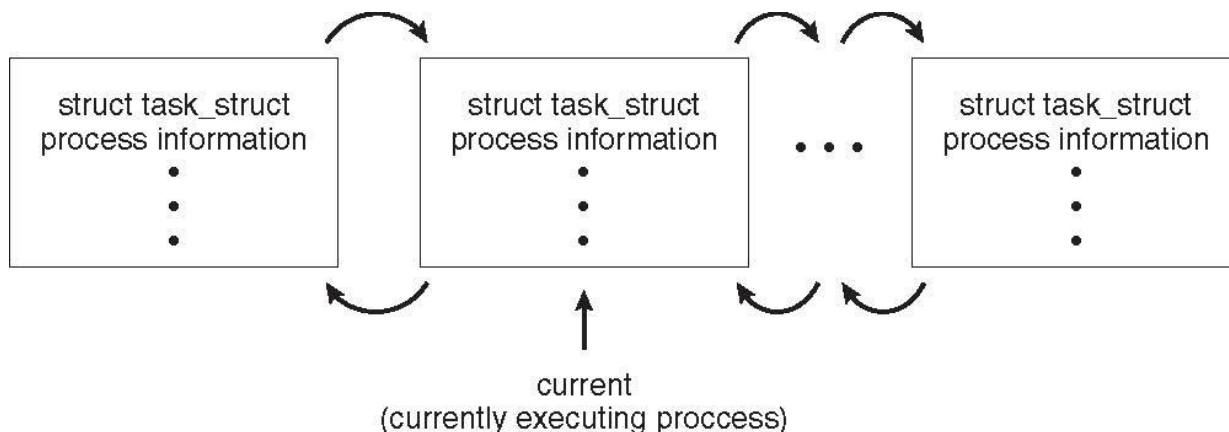 struct task_struct
process information
struct task_struct
process information
struct task_struct
process information
current
(currently executing proccess)